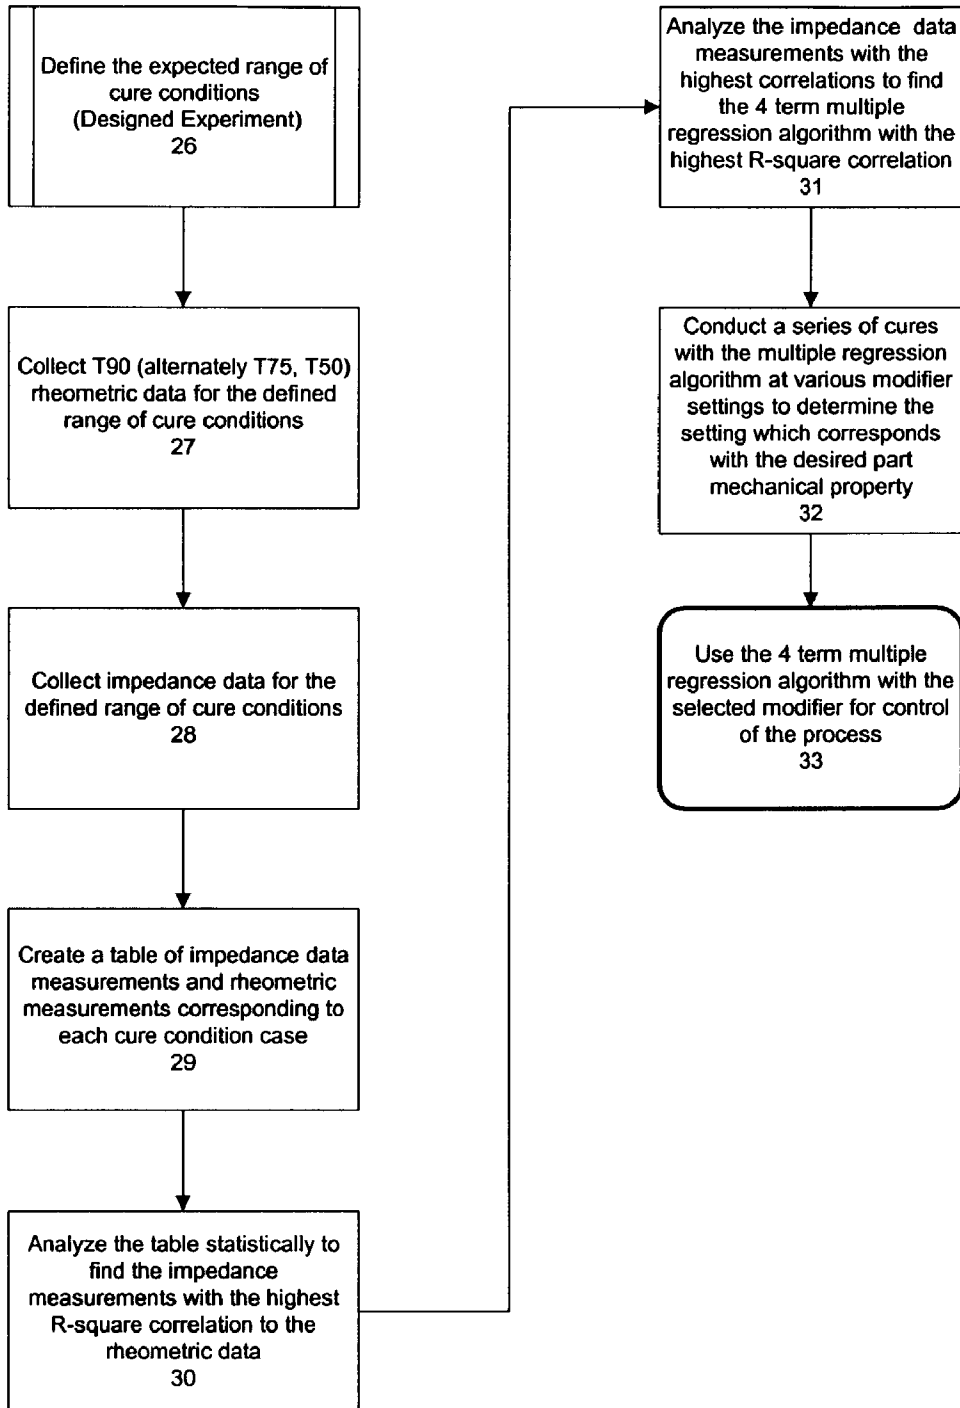 Define the expected range of
cure conditions
(Designed Experiment)
26
Collect T90 (alternately T75, T50)
rheometric data for the defined
range of cure conditions
27
Collect impedance data for the
defined range of cure conditions
28
Create a table of impedance data
measurements and rheometric
measurements corresponding to
each cure condition case
29
Analyze the table statistically to
find the impedance
measurements with the highest
R-square correlation to the
rheometric data
30
Analyze the impedance data
measurements with the
highest correlations to find
the 4 term multiple
regression algorithm with the
highest R-square correlation
31
Conduct a series of cures
with the multiple regression
algorithm at various modifier
settings to determine the
setting which corresponds
with the desired part
mechanical property
32
Use the 4 term multiple
regression algorithm with the
selected modifier for control
of the process
33